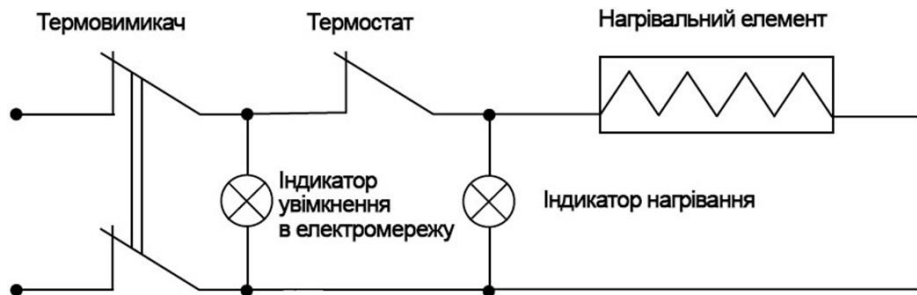 Термовимикач
Термостат
Нагрівальний елемент
Індикатор
увімкнення
в електромережу
Індикатор нагрівання